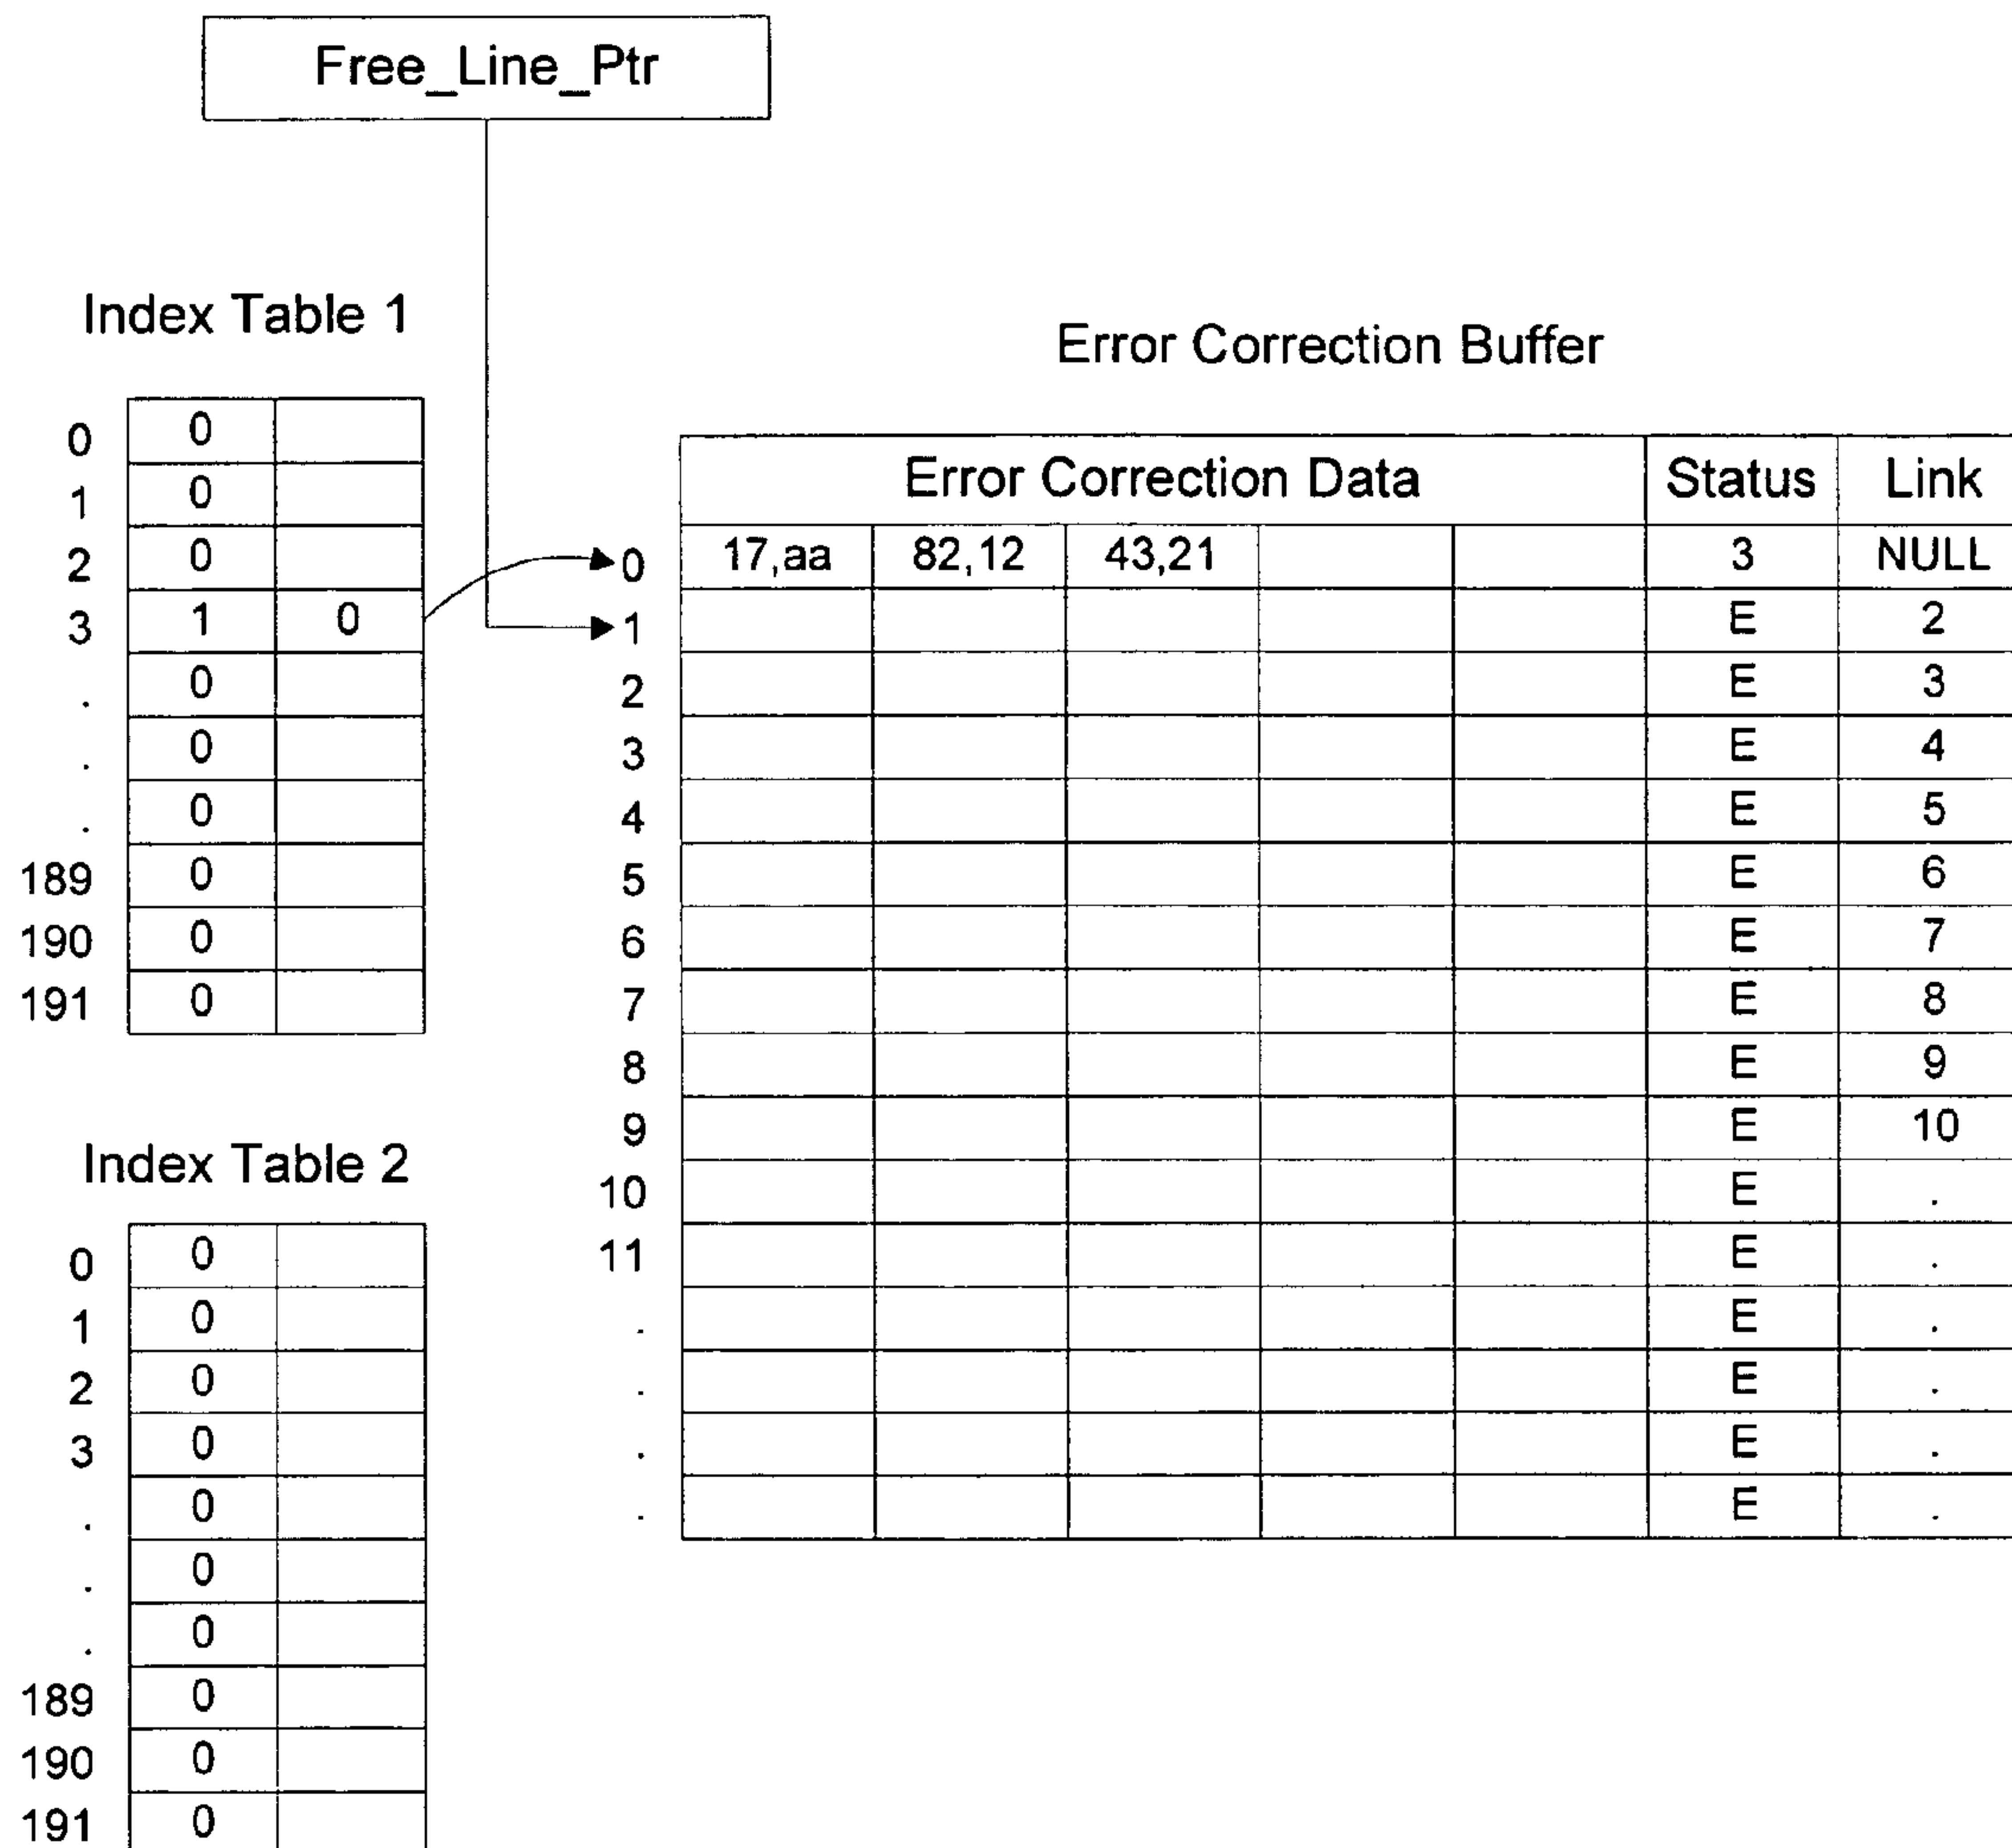 Free_Line_Ptr
Index Table 1
0 0
1 0
2 0
3 1 0
. 0
. 0
. 0
189 0
190 0
191 0
Error Correction Buffer
Error Correction Data Status Link
0 17,aa 82,12 43,21 3 NULL
1 E 2
2 E 3
3 E 4
4 E 5
5 E 6
6 E 7
7 E 8
8 E 9
9 E 10
10 E .
11 E .
. E .
. E .
. E .
. E .
Index Table 2
0 0
1 0
2 0
3 0
. 0
. 0
. 0
189 0
190 0
191 0